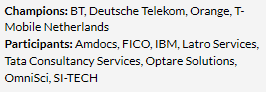 Champions: BT, Deutsche Telekom, Orange, T-
Mobile Netherlands
Participants: Amdocs, FICO, IBM, Latro Services,
Tata Consultancy Services, Optare Solutions,
OmniSci, SI-TECH